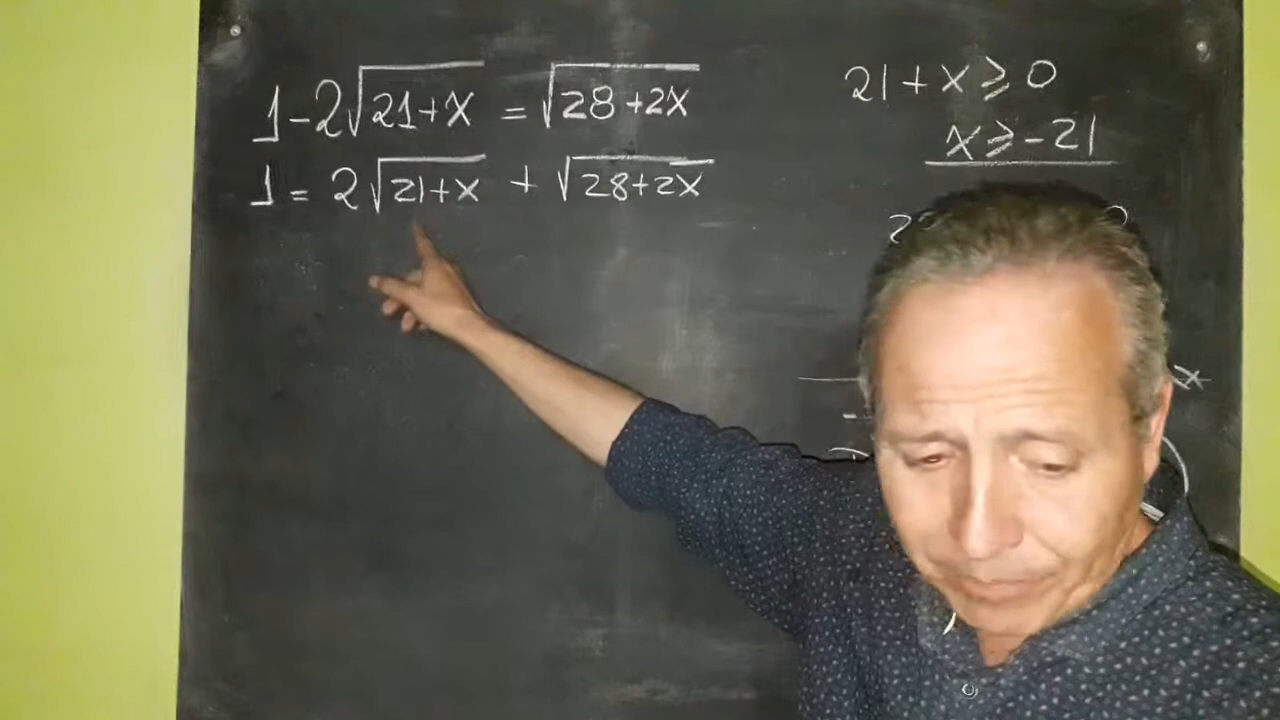 1-2√21+x = √28+2x
1 = 2√21+x + √28+2x
21+x ⩾ 0
x ⩾ -21
x